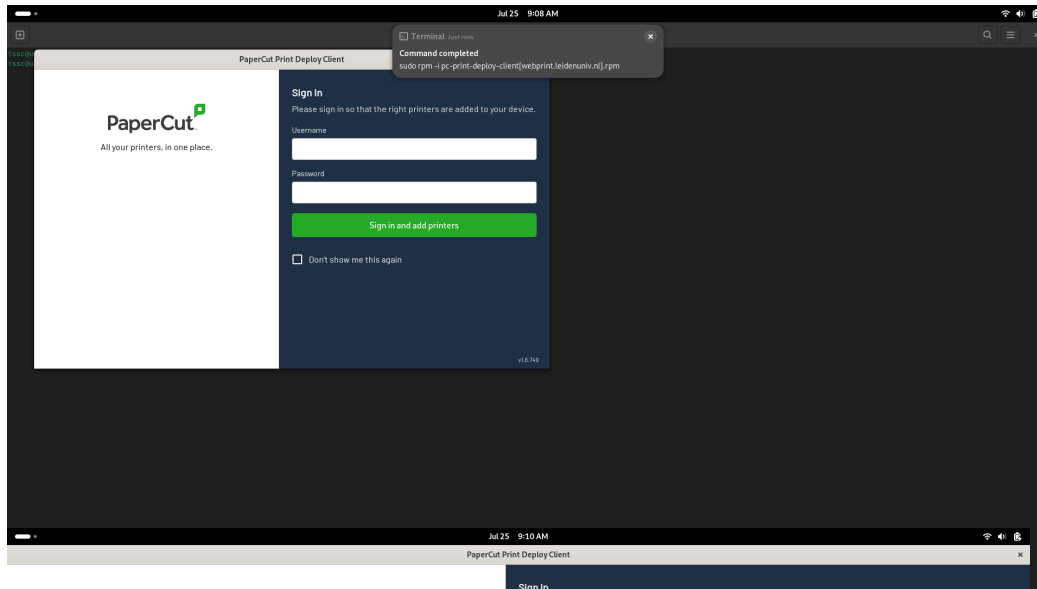 Jul 25 9:08 AM
Terminal Just now
Command completed
sudo rpm -i pc-print-deploy-client[webprint.leidenuniv.nl].rpm
issc@u
issc@u
PaperCut Print Deploy Client
PaperCut
All your printers, in one place.
Sign In
Please sign in so that the right printers are added to your device.
Username
Password
Sign in and add printers
Don't show me this again
v1.8.740
Jul 25 9:10 AM
PaperCut Print Deploy Client
Sign In